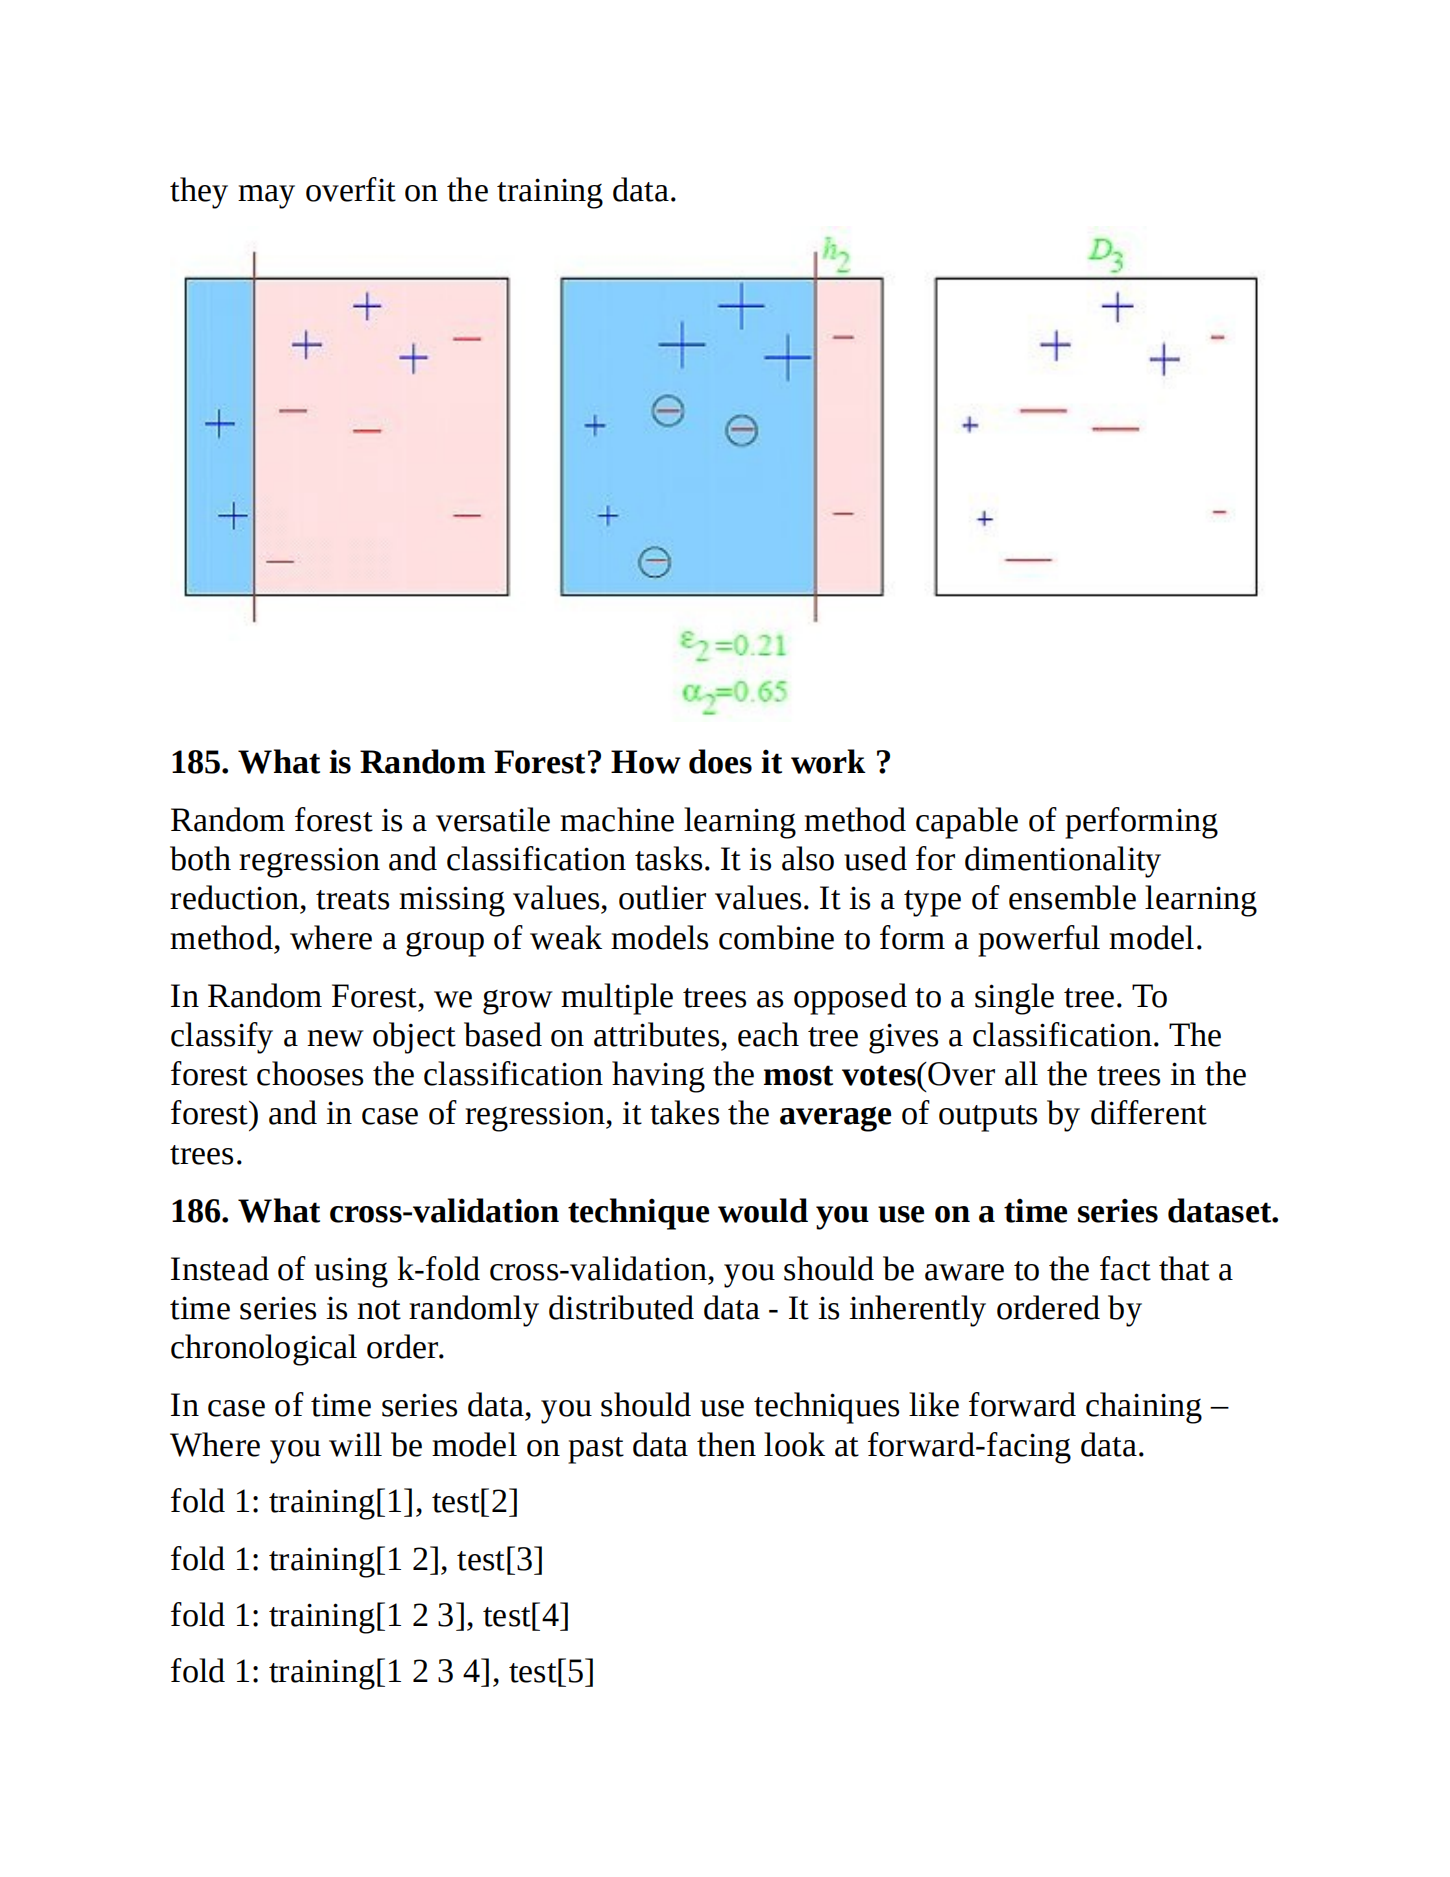 they may overfit on the training data.
h2
D3
ε2=0.21
α2=0.65
185. What is Random Forest? How does it work ?
Random forest is a versatile machine learning method capable of performing
both regression and classification tasks. It is also used for dimentionality
reduction, treats missing values, outlier values. It is a type of ensemble learning
method, where a group of weak models combine to form a powerful model.
In Random Forest, we grow multiple trees as opposed to a single tree. To
classify a new object based on attributes, each tree gives a classification. The
forest chooses the classification having the most votes(Over all the trees in the
forest) and in case of regression, it takes the average of outputs by different
trees.
186. What cross-validation technique would you use on a time series dataset.
Instead of using k-fold cross-validation, you should be aware to the fact that a
time series is not randomly distributed data - It is inherently ordered by
chronological order.
In case of time series data, you should use techniques like forward chaining –
Where you will be model on past data then look at forward-facing data.
fold 1: training[1], test[2]
fold 1: training[1 2], test[3]
fold 1: training[1 2 3], test[4]
fold 1: training[1 2 3 4], test[5]